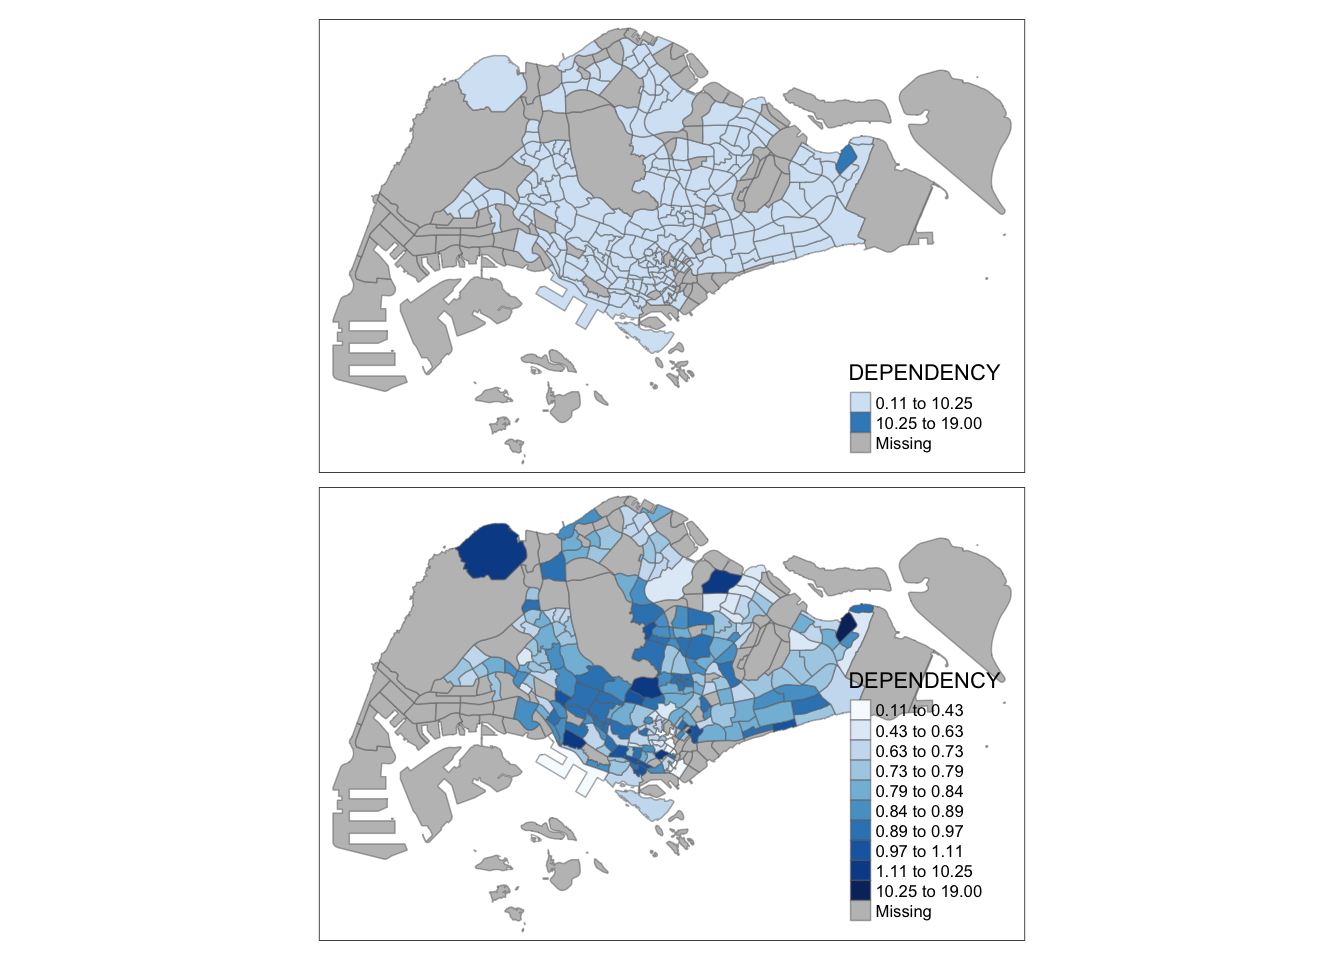 DEPENDENCY
0.11 to 10.25
10.25 to 19.00
Missing
DEPENDENCY
0.11 to 0.43
0.43 to 0.63
0.63 to 0.73
0.73 to 0.79
0.79 to 0.84
0.84 to 0.89
0.89 to 0.97
0.97 to 1.11
1.11 to 10.25
10.25 to 19.00
Missing